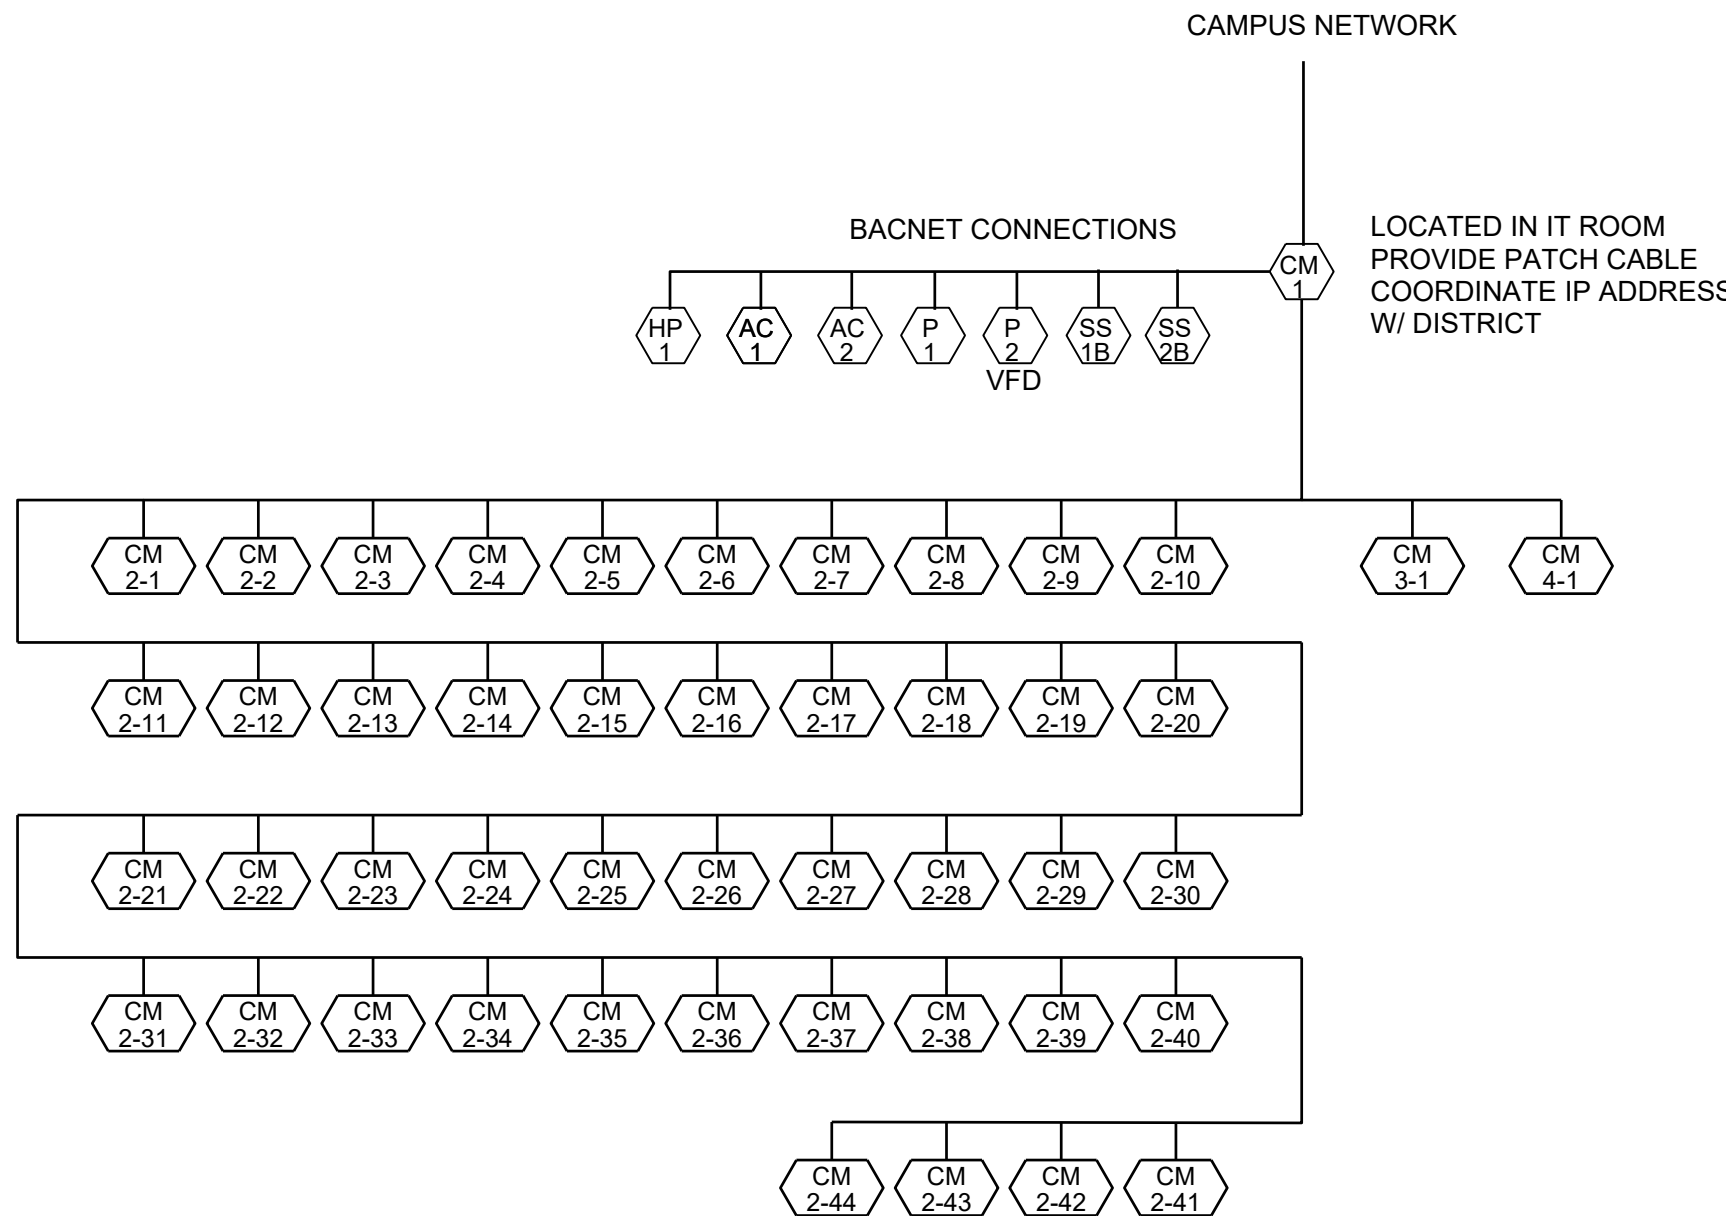 CAMPUS NETWORK
BACNET CONNECTIONS
LOCATED IN IT ROOM
PROVIDE PATCH CABLE
COORDINATE IP ADDRESS
W/ DISTRICT
CM
1
HP
1
AC
1
AC
2
P
1
P
2
VFD
SS
1B
SS
2B
CM
2-1
CM
2-2
CM
2-3
CM
2-4
CM
2-5
CM
2-6
CM
2-7
CM
2-8
CM
2-9
CM
2-10
CM
3-1
CM
4-1
CM
2-11
CM
2-12
CM
2-13
CM
2-14
CM
2-15
CM
2-16
CM
2-17
CM
2-18
CM
2-19
CM
2-20
CM
2-21
CM
2-22
CM
2-23
CM
2-24
CM
2-25
CM
2-26
CM
2-27
CM
2-28
CM
2-29
CM
2-30
CM
2-31
CM
2-32
CM
2-33
CM
2-34
CM
2-35
CM
2-36
CM
2-37
CM
2-38
CM
2-39
CM
2-40
CM
2-44
CM
2-43
CM
2-42
CM
2-41